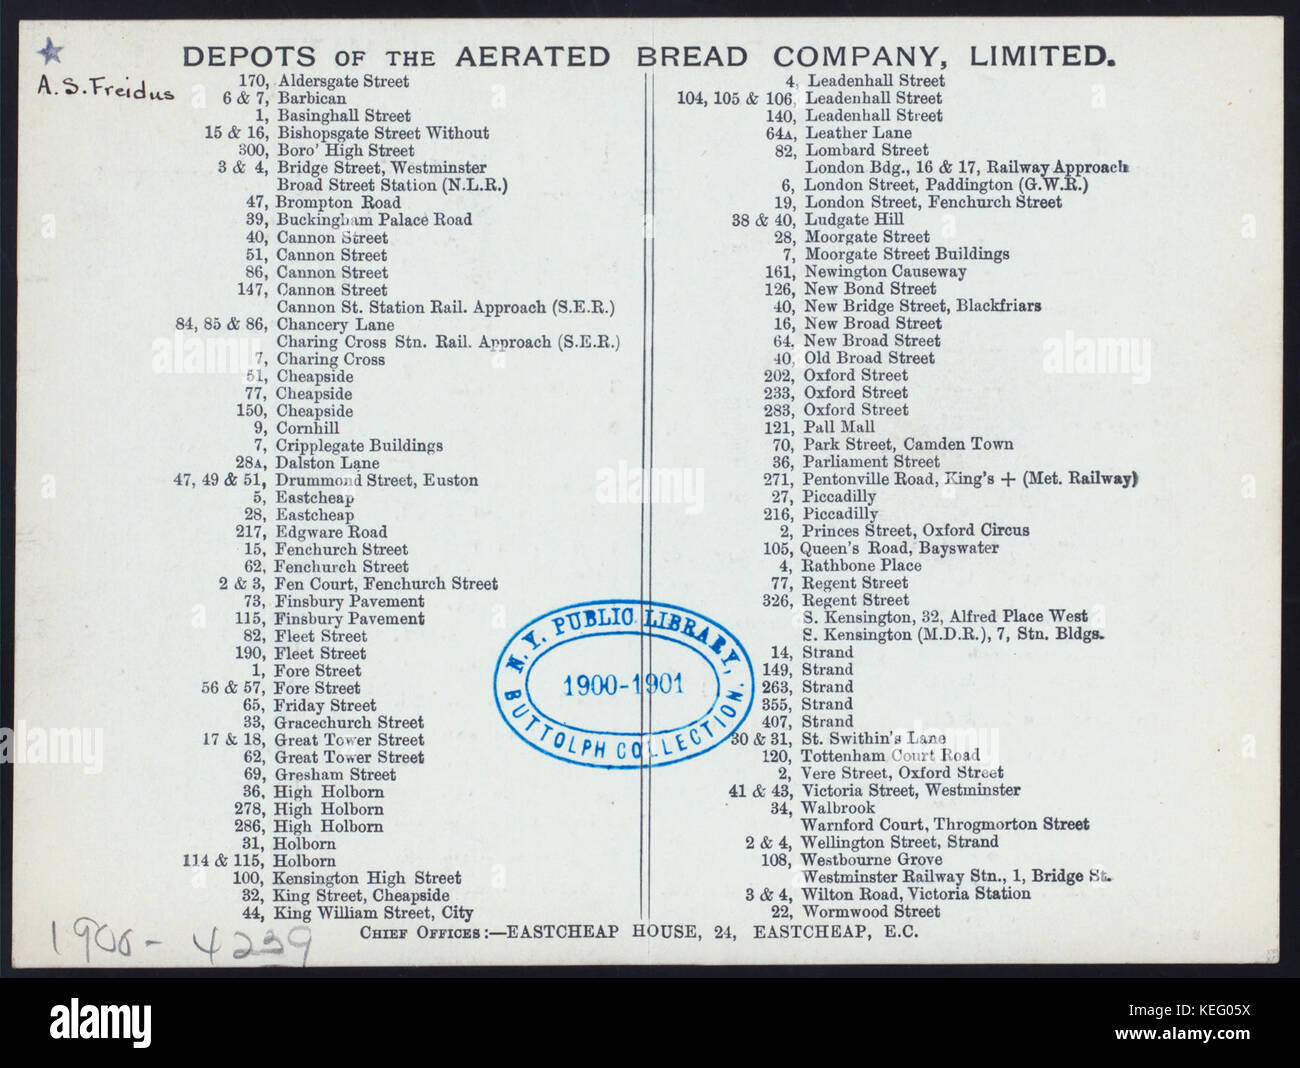 DEPOTS OF THE AERATED BREAD COMPANY, LIMITED.
A. S. Freidus
170, Aldersgate Street
6 & 7, Barbican
1, Basinghall Street
15 & 16, Bishopsgate Street Without
300, Boro' High Street
3 & 4, Bridge Street, Westminster
Broad Street Station (N.L.R.)
47, Brompton Road
39, Buckingham Palace Road
40, Cannon Street
51, Cannon Street
86, Cannon Street
147, Cannon Street
Cannon St. Station Rail. Approach (S.E.R.)
84, 85 & 86, Chancery Lane
Charing Cross Stn. Rail. Approach (S.E.R.)
7, Charing Cross
51, Cheapside
77, Cheapside
150, Cheapside
9, Cornhill
7, Cripplegate Buildings
28A, Dalston Lane
47, 49 & 51, Drummond Street, Euston
5, Eastcheap
28, Eastcheap
217, Edgware Road
15, Fenchurch Street
62, Fenchurch Street
2 & 3, Fen Court, Fenchurch Street
73, Finsbury Pavement
115, Finsbury Pavement
82, Fleet Street
190, Fleet Street
1, Fore Street
56 & 57, Fore Street
65, Friday Street
33, Gracechurch Street
17 & 18, Great Tower Street
62, Great Tower Street
69, Gresham Street
36, High Holborn
278, High Holborn
286, High Holborn
31, Holborn
114 & 115, Holborn
100, Kensington High Street
32, King Street, Cheapside
44, King William Street, City
4, Leadenhall Street
104, 105 & 106, Leadenhall Street
140, Leadenhall Street
64A, Leather Lane
82, Lombard Street
London Bdg., 16 & 17, Railway Approach
6, London Street, Paddington (G.W.R.)
19, London Street, Fenchurch Street
38 & 40, Ludgate Hill
28, Moorgate Street
7, Moorgate Street Buildings
161, Newington Causeway
126, New Bond Street
40, New Bridge Street, Blackfriars
16, New Broad Street
64, New Broad Street
40, Old Broad Street
202, Oxford Street
233, Oxford Street
283, Oxford Street
121, Pall Mall
70, Park Street, Camden Town
36, Parliament Street
271, Pentonville Road, King's + (Met. Railway)
27, Piccadilly
216, Piccadilly
2, Princes Street, Oxford Circus
105, Queen's Road, Bayswater
4, Rathbone Place
77, Regent Street
326, Regent Street
S. Kensington, 32, Alfred Place West
S. Kensington (M.D.R.), 7, Stn. Bldgs.
14, Strand
149, Strand
263, Strand
355, Strand
407, Strand
30 & 31, St. Swithin's Lane
120, Tottenham Court Road
2, Vere Street, Oxford Street
41 & 43, Victoria Street, Westminster
34, Walbrook
Warnford Court, Throgmorton Street
2 & 4, Wellington Street, Strand
108, Westbourne Grove
Westminster Railway Stn., 1, Bridge St.
3 & 4, Wilton Road, Victoria Station
22, Wormwood Street
N.Y. PUBLIC LIBRARY,
1900-1901
BUTTOLPH COLLECTION.
CHIEF OFFICES:—EASTCHEAP HOUSE, 24, EASTCHEAP, E.C.
1900 - 4239
alamy
Image ID: KEG05X
www.alamy.com